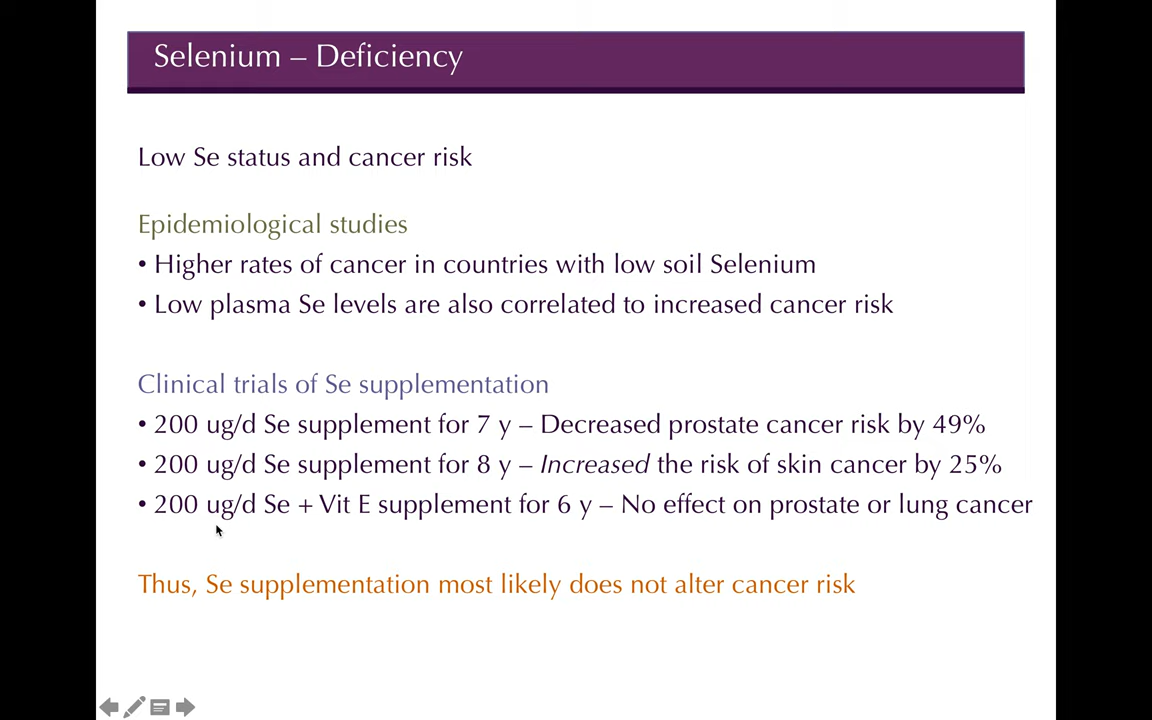 Selenium – Deficiency
Low Se status and cancer risk
Epidemiological studies
• Higher rates of cancer in countries with low soil Selenium
• Low plasma Se levels are also correlated to increased cancer risk
Clinical trials of Se supplementation
• 200 ug/d Se supplement for 7 y – Decreased prostate cancer risk by 49%
• 200 ug/d Se supplement for 8 y – Increased the risk of skin cancer by 25%
• 200 ug/d Se + Vit E supplement for 6 y – No effect on prostate or lung cancer
Thus, Se supplementation most likely does not alter cancer risk